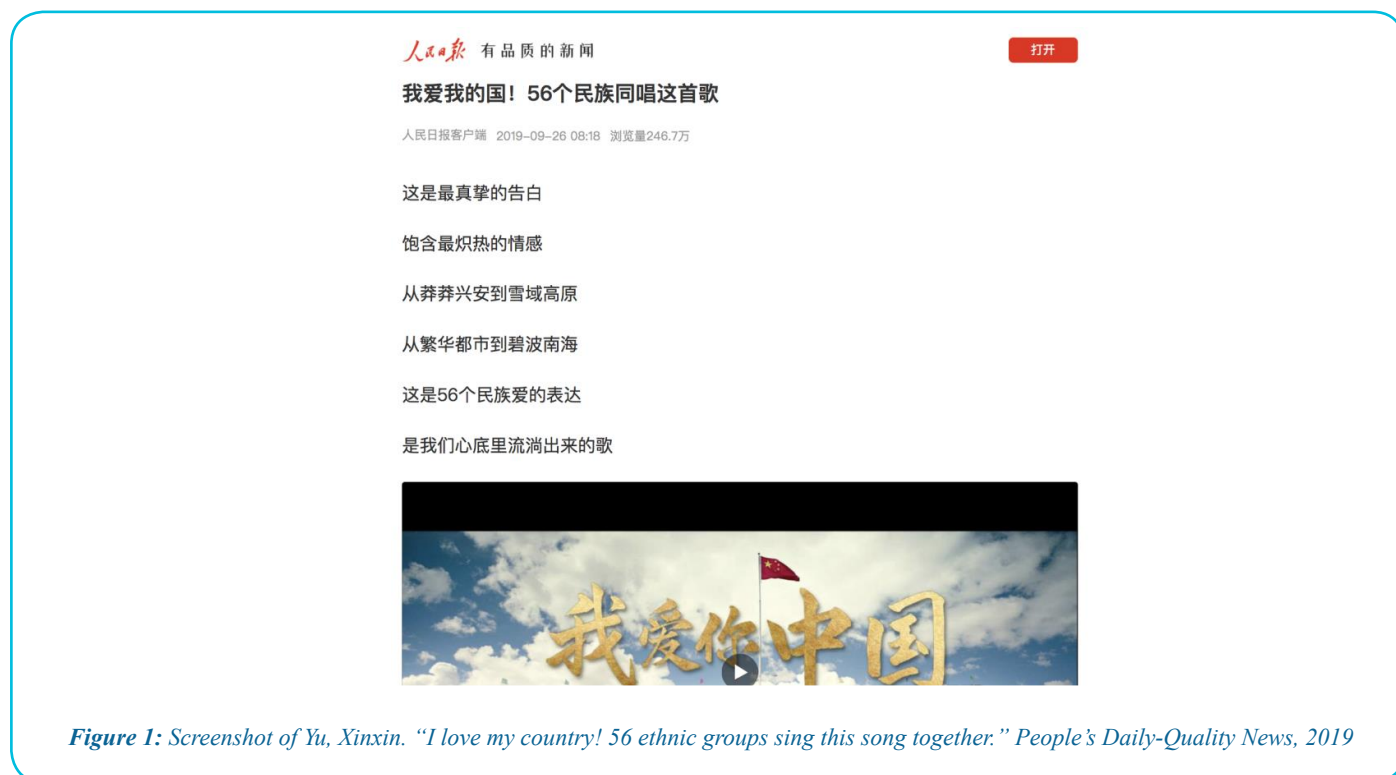 人民日报 有品质的新闻
打开
我爱我的国！56个民族同唱这首歌
人民日报客户端 2019-09-26 08:18 浏览量246.7万
这是最真挚的告白
饱含最炽热的情感
从莽莽兴安到雪域高原
从繁华都市到碧波南海
这是56个民族爱的表达
是我们心底里流淌出来的歌
我爱你中国
Figure 1: Screenshot of Yu, Xinxin. “I love my country! 56 ethnic groups sing this song together.” People’s Daily-Quality News, 2019